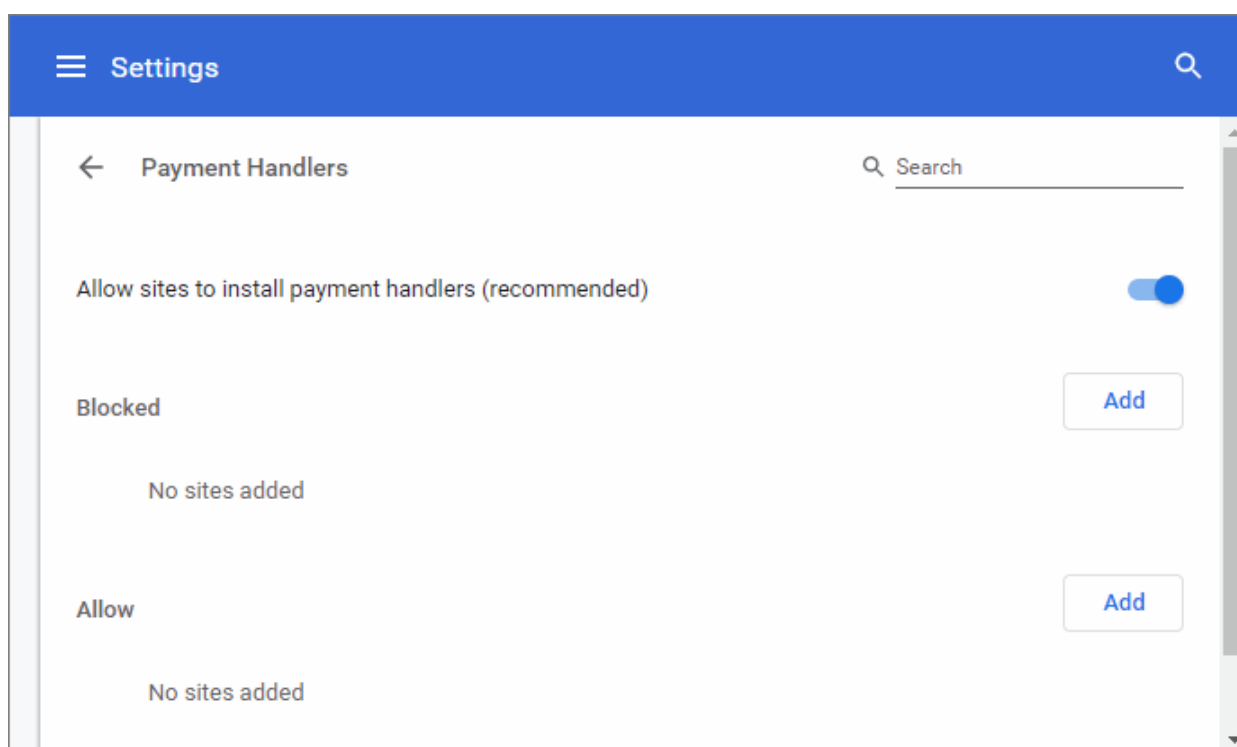 Settings
Payment Handlers
Search
Allow sites to install payment handlers (recommended)
Blocked
Add
No sites added
Allow
Add
No sites added